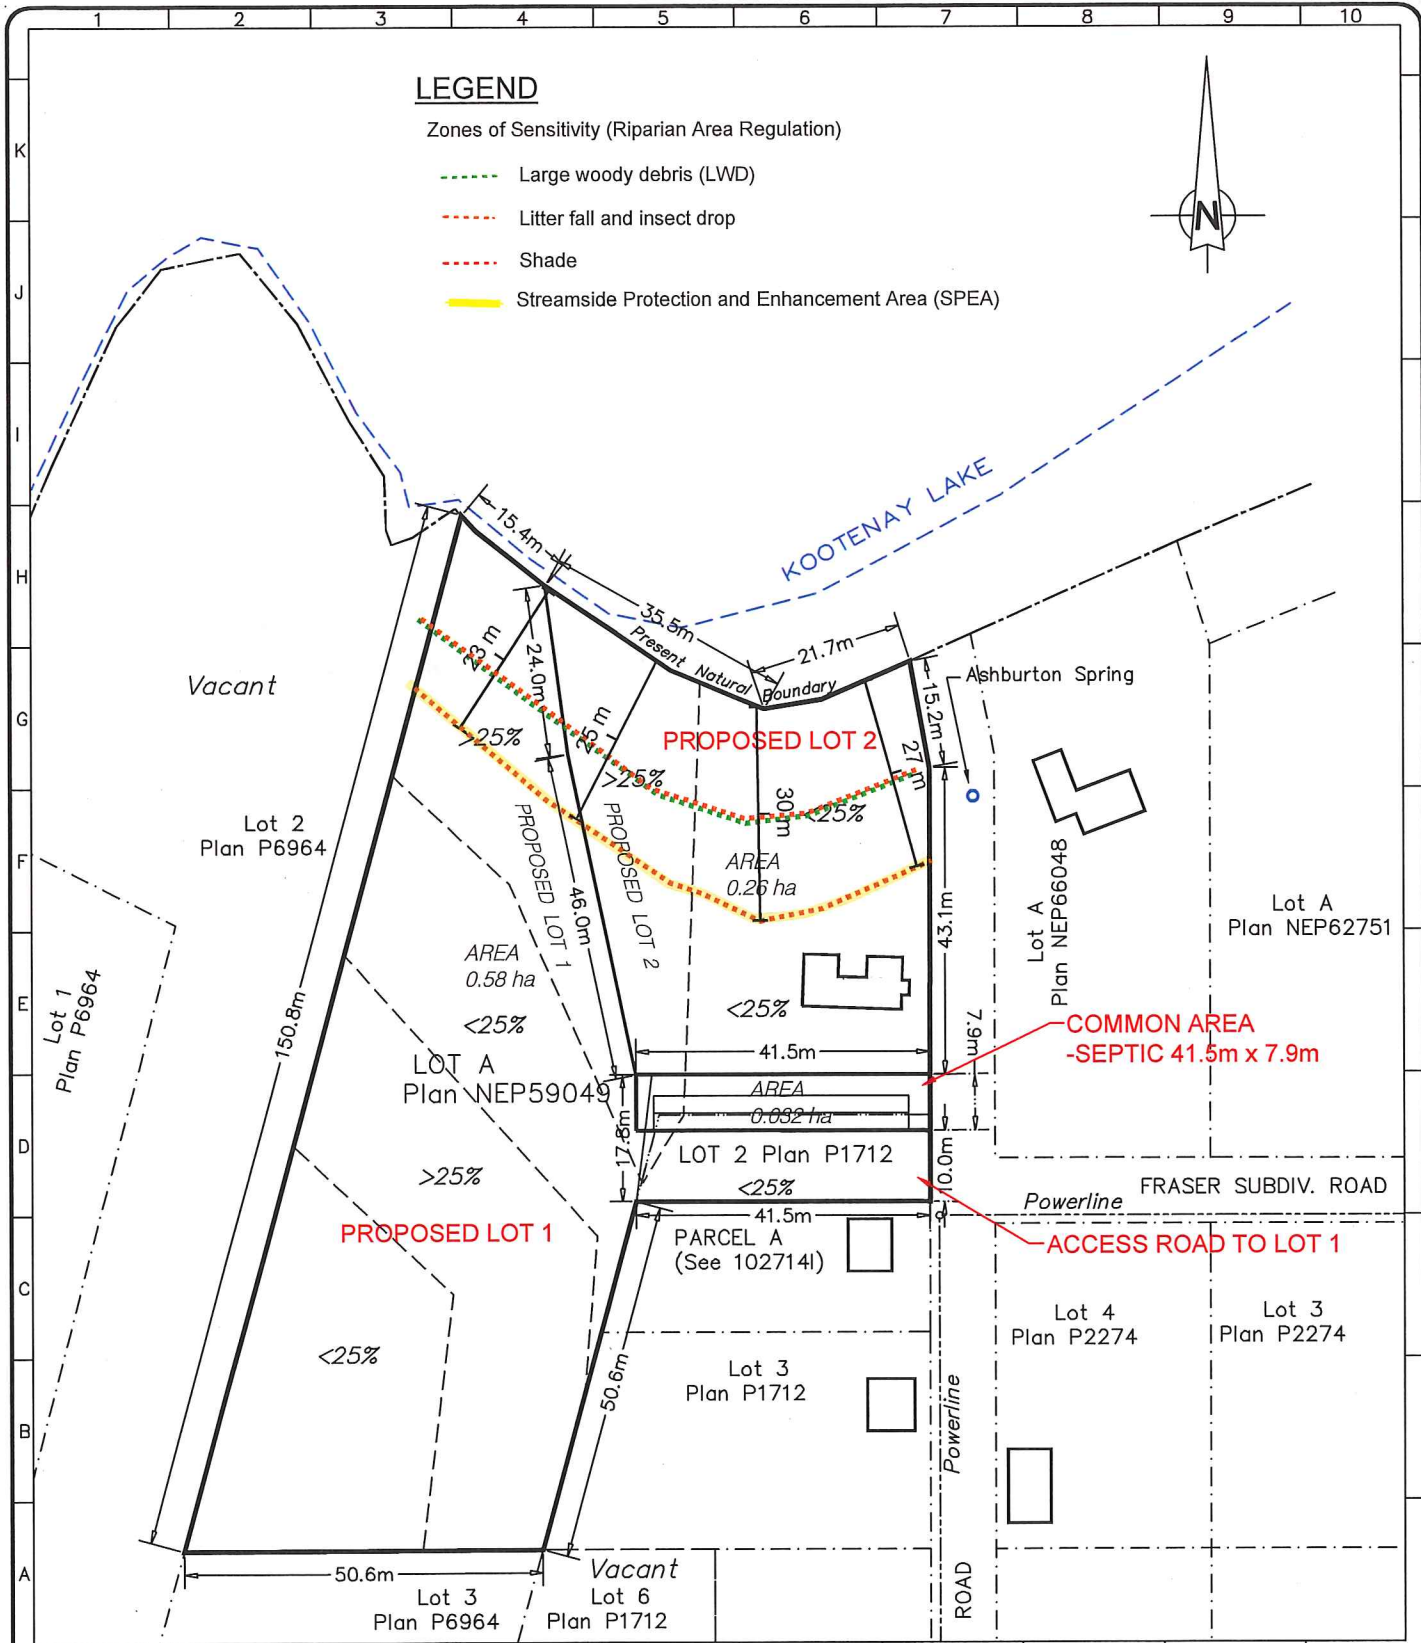 1 2 3 4 5 6 7 8 9 10
K
J
I
H
G
F
E
D
C
B
A
LEGEND
Zones of Sensitivity (Riparian Area Regulation)
Large woody debris (LWD)
Litter fall and insect drop
Shade
Streamside Protection and Enhancement Area (SPEA)
N
KOOTENAY LAKE
15.4m
35.5m
Present Natural Boundary
21.7m
15.2m
Ashburton Spring
Vacant
23 m
24.0m
25 m
30 m
27 m
>25%
>25%
<25%
PROPOSED LOT 2
Lot 2
Plan P6964
PROPOSED LOT 1
PROPOSED LOT 2
46.0m
AREA
0.26 ha
43.1m
Lot A
Plan NEP66048
Lot A
Plan NEP62751
Lot 1
Plan P6964
150.8m
AREA
0.58 ha
<25%
<25%
7.9m
COMMON AREA
-SEPTIC 41.5m x 7.9m
41.5m
LOT A
Plan NEP59049
AREA
0.032 ha
17.8m
LOT 2 Plan P1712
<25%
10.0m
>25%
FRASER SUBDIV. ROAD
Powerline
41.5m
PROPOSED LOT 1
PARCEL A
(See 102714I)
ACCESS ROAD TO LOT 1
Lot 4
Plan P2274
Lot 3
Plan P2274
<25%
50.6m
Lot 3
Plan P1712
Powerline
ROAD
50.6m
Vacant
Lot 3
Plan P6964
Lot 6
Plan P1712